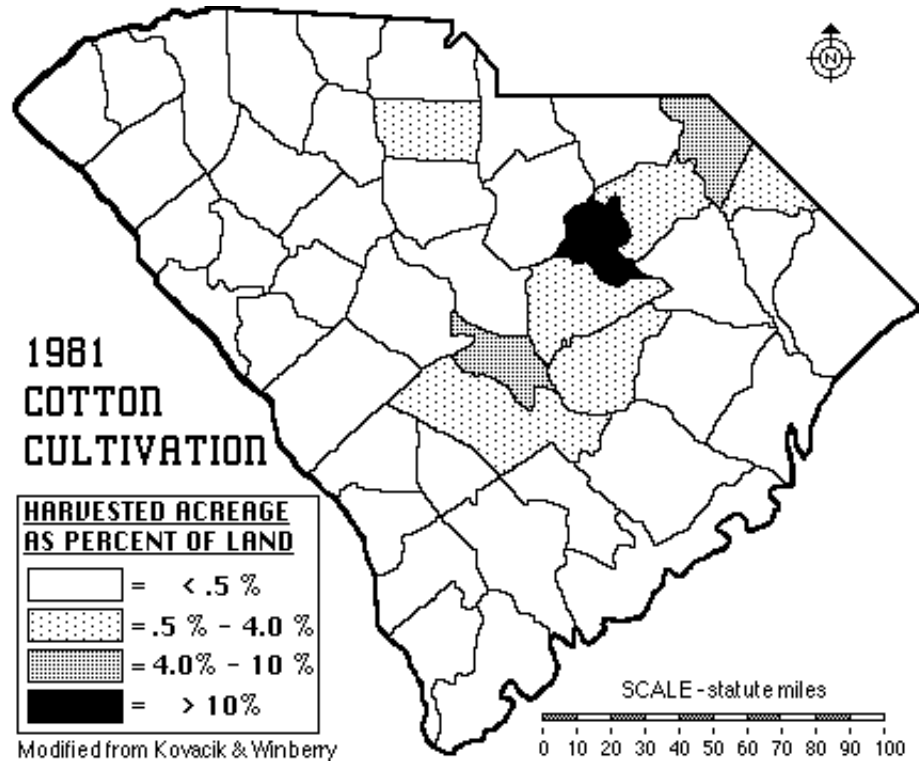 N
1981
COTTON
CULTIVATION
HARVESTED ACREAGE
AS PERCENT OF LAND
= < .5 %
= .5 % - 4.0 %
= 4.0% - 10 %
= > 10%
Modified from Kovacik & Winberry
SCALE - statute miles
0 10 20 30 40 50 60 70 80 90 100